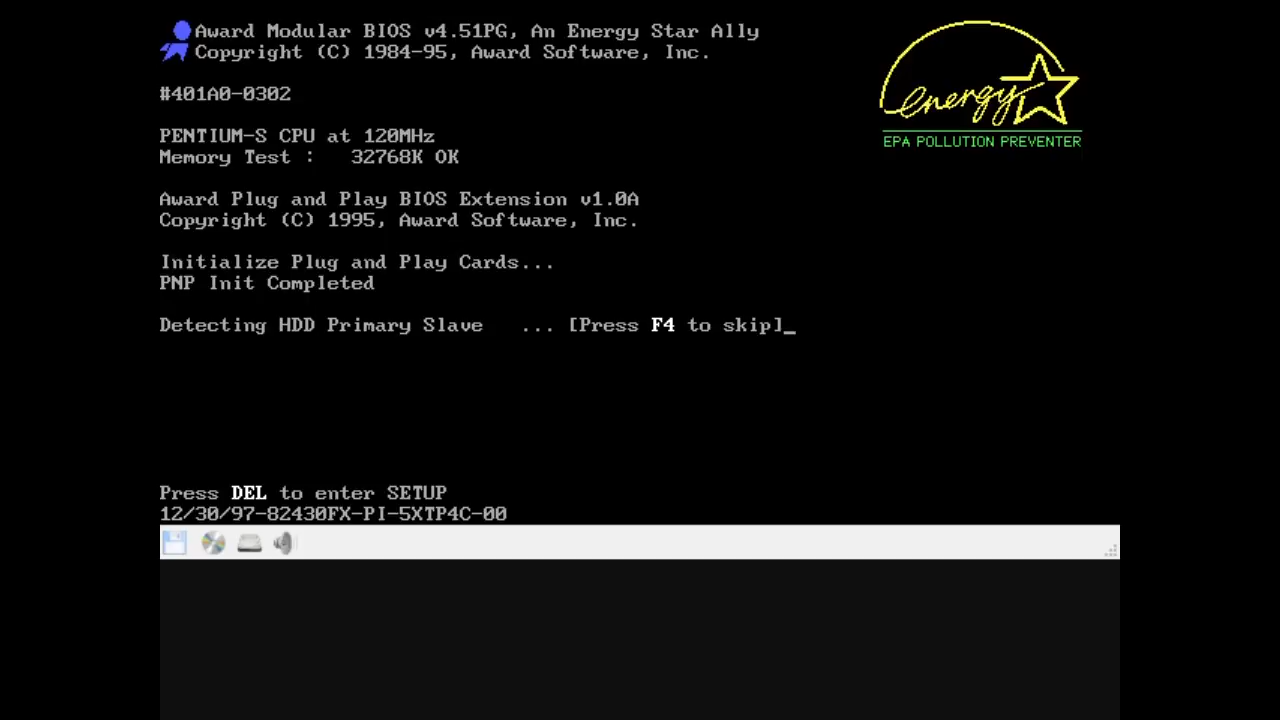 Award Modular BIOS v4.51PG, An Energy Star Ally
Copyright (C) 1984-95, Award Software, Inc.
energy
EPA POLLUTION PREVENTER
#401A0-0302
PENTIUM-S CPU at 120MHz
Memory Test :   32768K OK
Award Plug and Play BIOS Extension v1.0A
Copyright (C) 1995, Award Software, Inc.
Initialize Plug and Play Cards...
PNP Init Completed
Detecting HDD Primary Slave   ... [Press F4 to skip]_
Press DEL to enter SETUP
12/30/97-82430FX-PI-5XTP4C-00